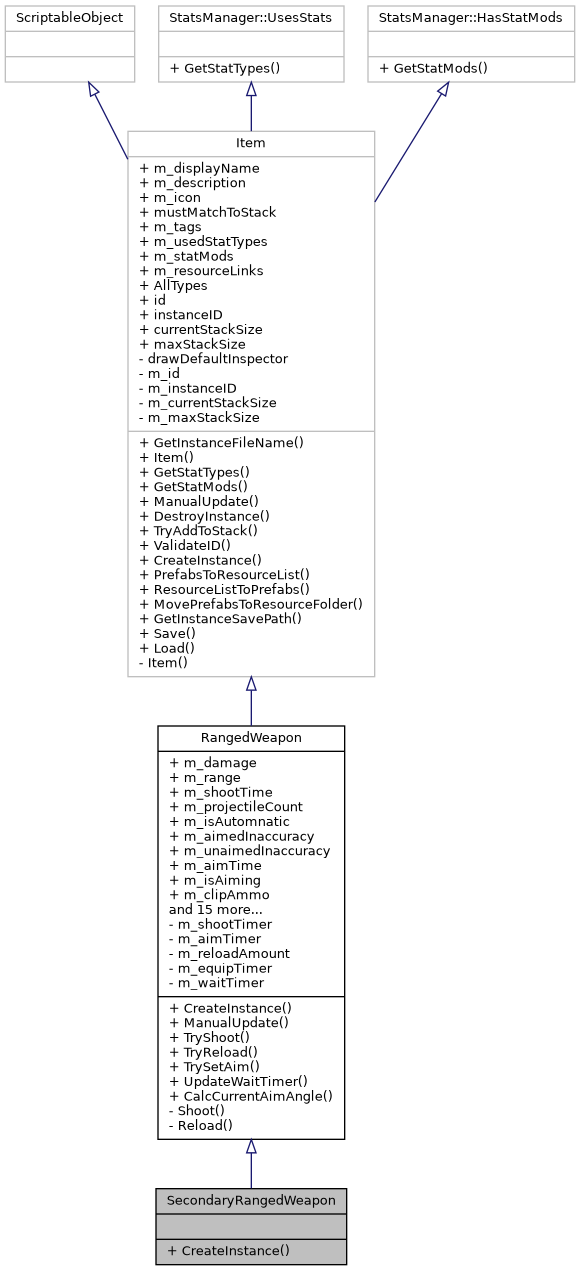 ScriptableObject
StatsManager::UsesStats
+ GetStatTypes()
StatsManager::HasStatMods
+ GetStatMods()
Item
+ m_displayName
+ m_description
+ m_icon
+ mustMatchToStack
+ m_tags
+ m_usedStatTypes
+ m_statMods
+ m_resourceLinks
+ AllTypes
+ id
+ instanceID
+ currentStackSize
+ maxStackSize
- drawDefaultInspector
- m_id
- m_instanceID
- m_currentStackSize
- m_maxStackSize
+ GetInstanceFileName()
+ Item()
+ GetStatTypes()
+ GetStatMods()
+ ManualUpdate()
+ DestroyInstance()
+ TryAddToStack()
+ ValidateID()
+ CreateInstance()
+ PrefabsToResourceList()
+ ResourceListToPrefabs()
+ MovePrefabsToResourceFolder()
+ GetInstanceSavePath()
+ Save()
+ Load()
- Item()
RangedWeapon
+ m_damage
+ m_range
+ m_shootTime
+ m_projectileCount
+ m_isAutomnatic
+ m_aimedInaccuracy
+ m_unaimedInaccuracy
+ m_aimTime
+ m_isAiming
+ m_clipAmmo
and 15 more...
- m_shootTimer
- m_aimTimer
- m_reloadAmount
- m_equipTimer
- m_waitTimer
+ CreateInstance()
+ ManualUpdate()
+ TryShoot()
+ TryReload()
+ TrySetAim()
+ UpdateWaitTimer()
+ CalcCurrentAimAngle()
- Shoot()
- Reload()
SecondaryRangedWeapon
+ CreateInstance()